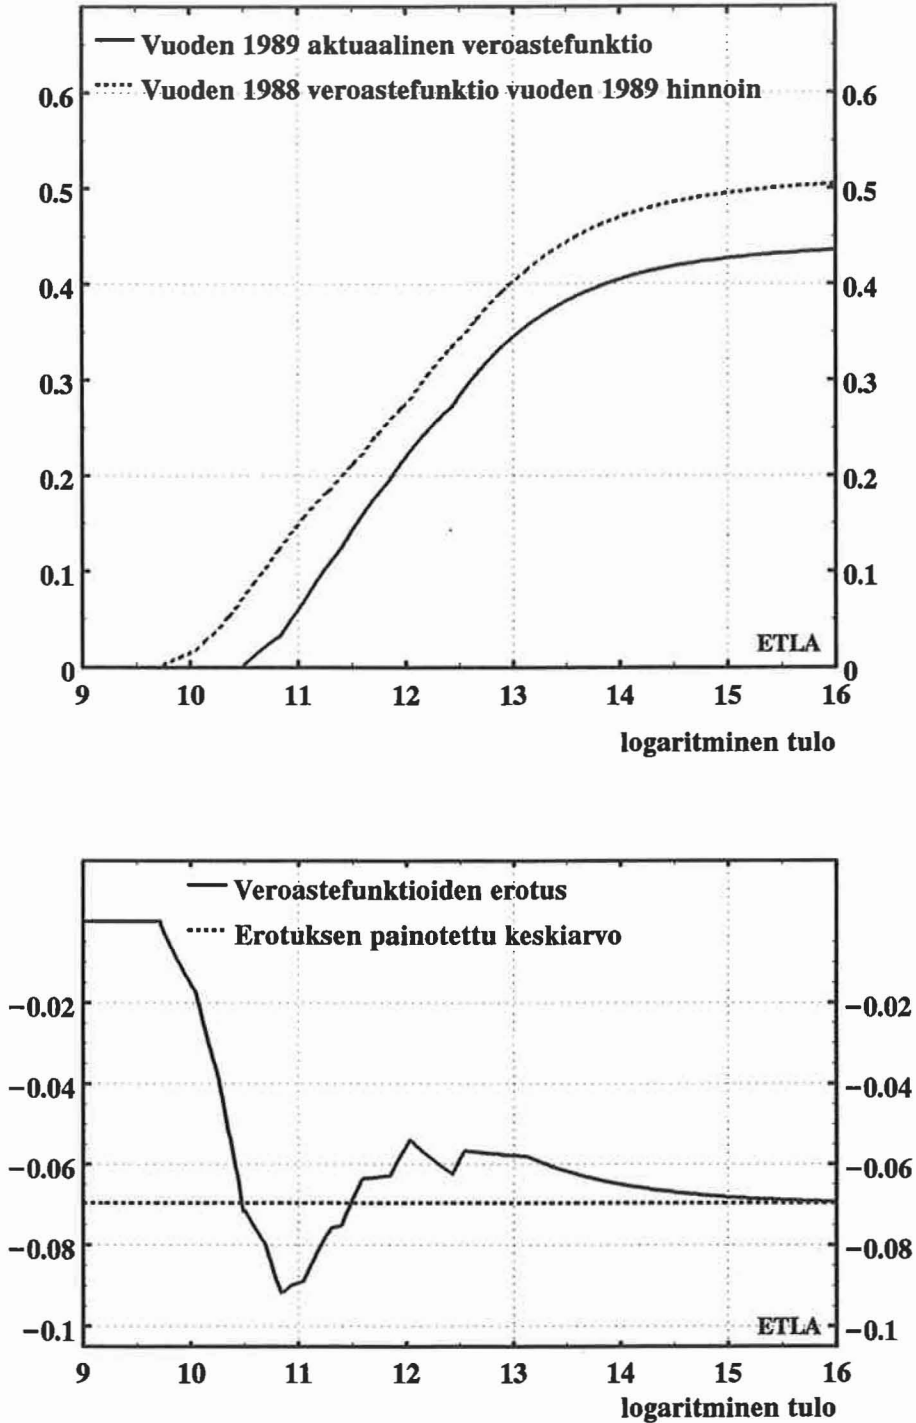 Vuoden 1989 aktuaalinen veroastefunktio
Vuoden 1988 veroastefunktio vuoden 1989 hinnoin
0.6 0.6
0.5 0.5
0.4 0.4
0.3 0.3
0.2 0.2
0.1 0.1
ETLA
0 0
9 10 11 12 13 14 15 16
logaritminen tulo
Veroastefunktioiden erotus
Erotuksen painotettu keskiarvo
−0.02 −0.02
−0.04 −0.04
−0.06 −0.06
−0.08 −0.08
−0.1 ETLA −0.1
9 10 11 12 13 14 15 16
logaritminen tulo